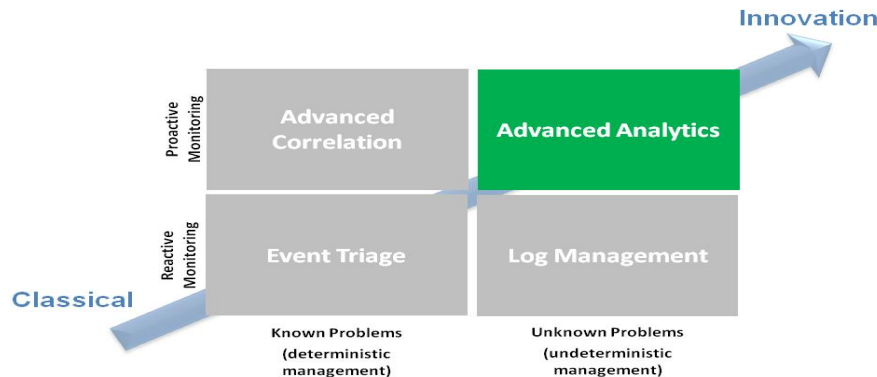 Innovation
Proactive
Monitoring
Advanced
Correlation
Advanced Analytics
Reactive
Monitoring
Event Triage
Log Management
Classical
Known Problems
(deterministic
management)
Unknown Problems
(undeterministic
management)